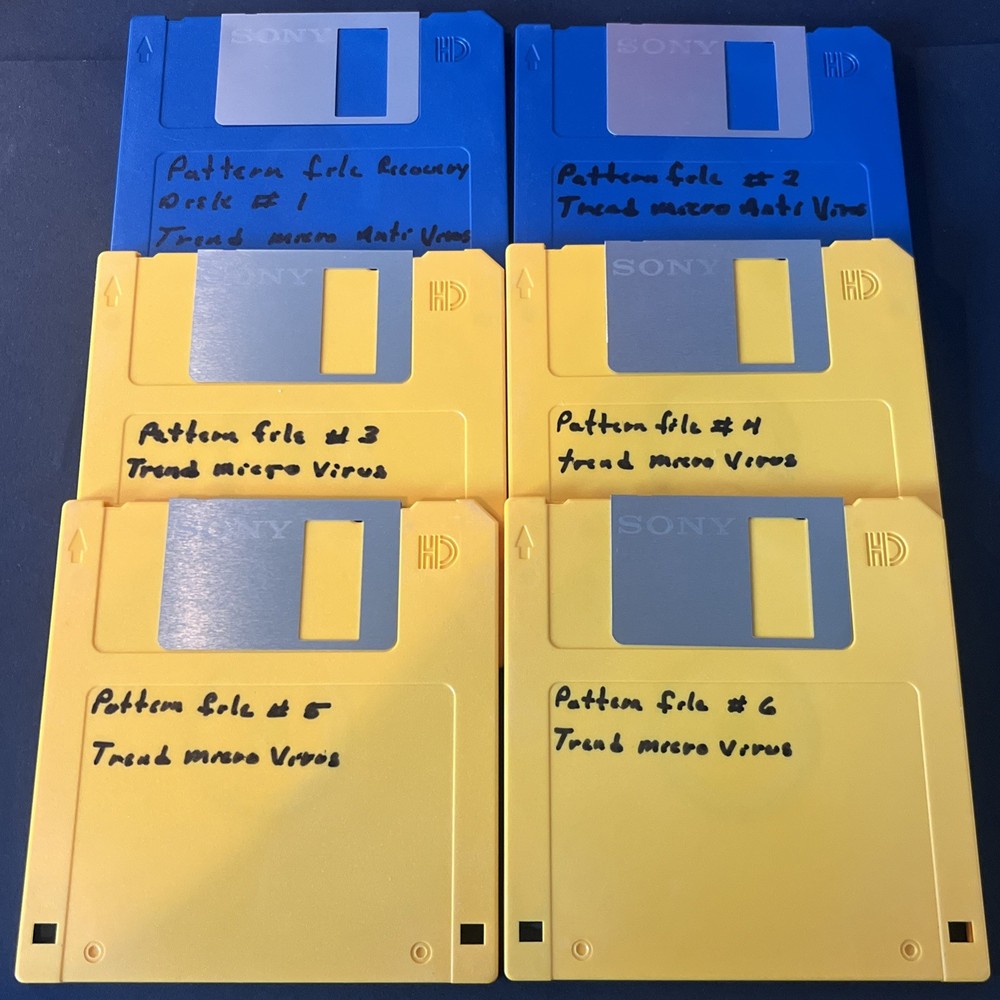 SONY
HD
Pattern file Recovery
Disk # 1
Trend micro Anti Virus
SONY
HD
Pattern file # 2
Trend micro Anti Virus
SONY
HD
Pattern file # 3
Trend micro Virus
SONY
HD
Pattern file # 4
trend micro Virus
SONY
HD
Pattern file # 5
Trend micro Virus
SONY
HD
Pattern file # 6
Trend micro Virus